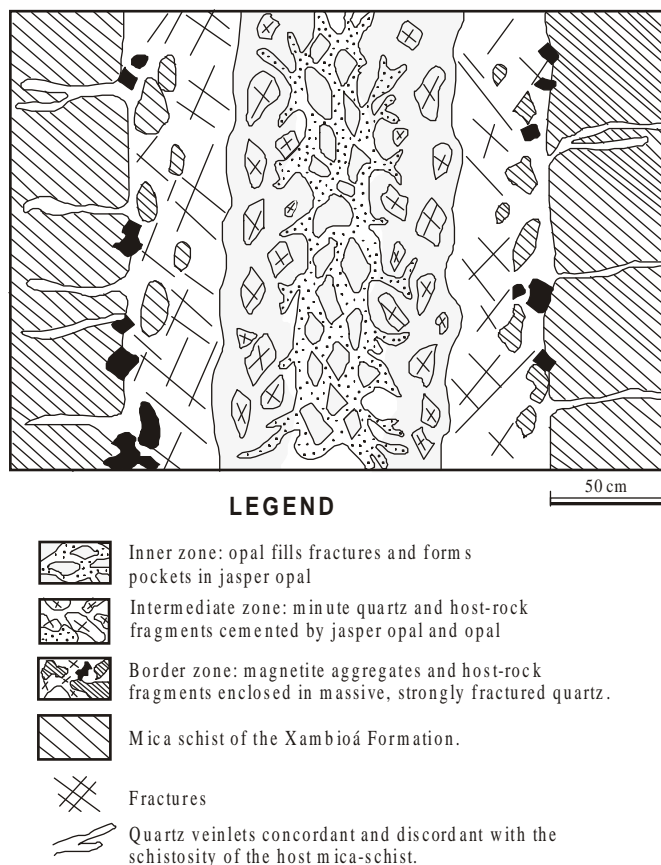 LEGEND
50 cm
Inner zone: opal fills fractures and forms
pockets in jasper opal
Intermediate zone: minute quartz and host-rock
fragments cemented by jasper opal and opal
Border zone: magnetite aggregates and host-rock
fragments enclosed in massive, strongly fractured quartz.
Mica schist of the Xambioá Formation.
Fractures
Quartz veinlets concordant and discordant with the
schistosity of the host mica-schist.